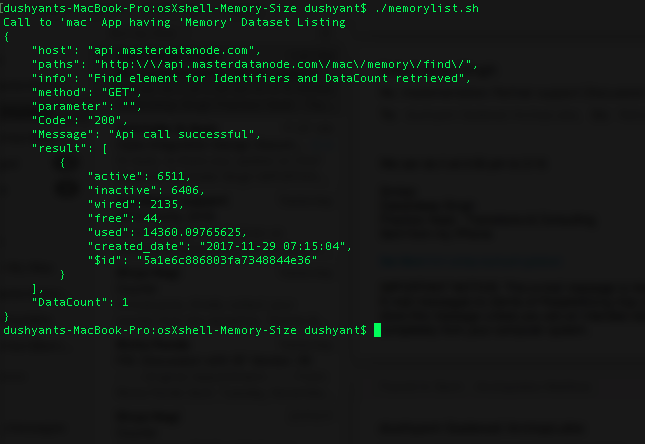 [dushyants-MacBook-Pro:osXshell-Memory-Size dushyant$ ./memorylist.sh
Call to 'mac' App having 'Memory' Dataset Listing
{
    "host": "api.masterdatanode.com",
    "paths": "http:\/\/api.masterdatanode.com\/mac\/memory\/find\/",
    "info": "Find element for Identifiers and DataCount retrieved",
    "method": "GET",
    "parameter": "",
    "Code": "200",
    "Message": "Api call successful",
    "result": [
        {
            "active": 6511,
            "inactive": 6406,
            "wired": 2135,
            "free": 44,
            "used": 14360.09765625,
            "created_date": "2017-11-29 07:15:04",
            "$id": "5a1e6c886803fa7348844e36"
        }
    ],
    "DataCount": 1
}
dushyants-MacBook-Pro:osXshell-Memory-Size dushyant$